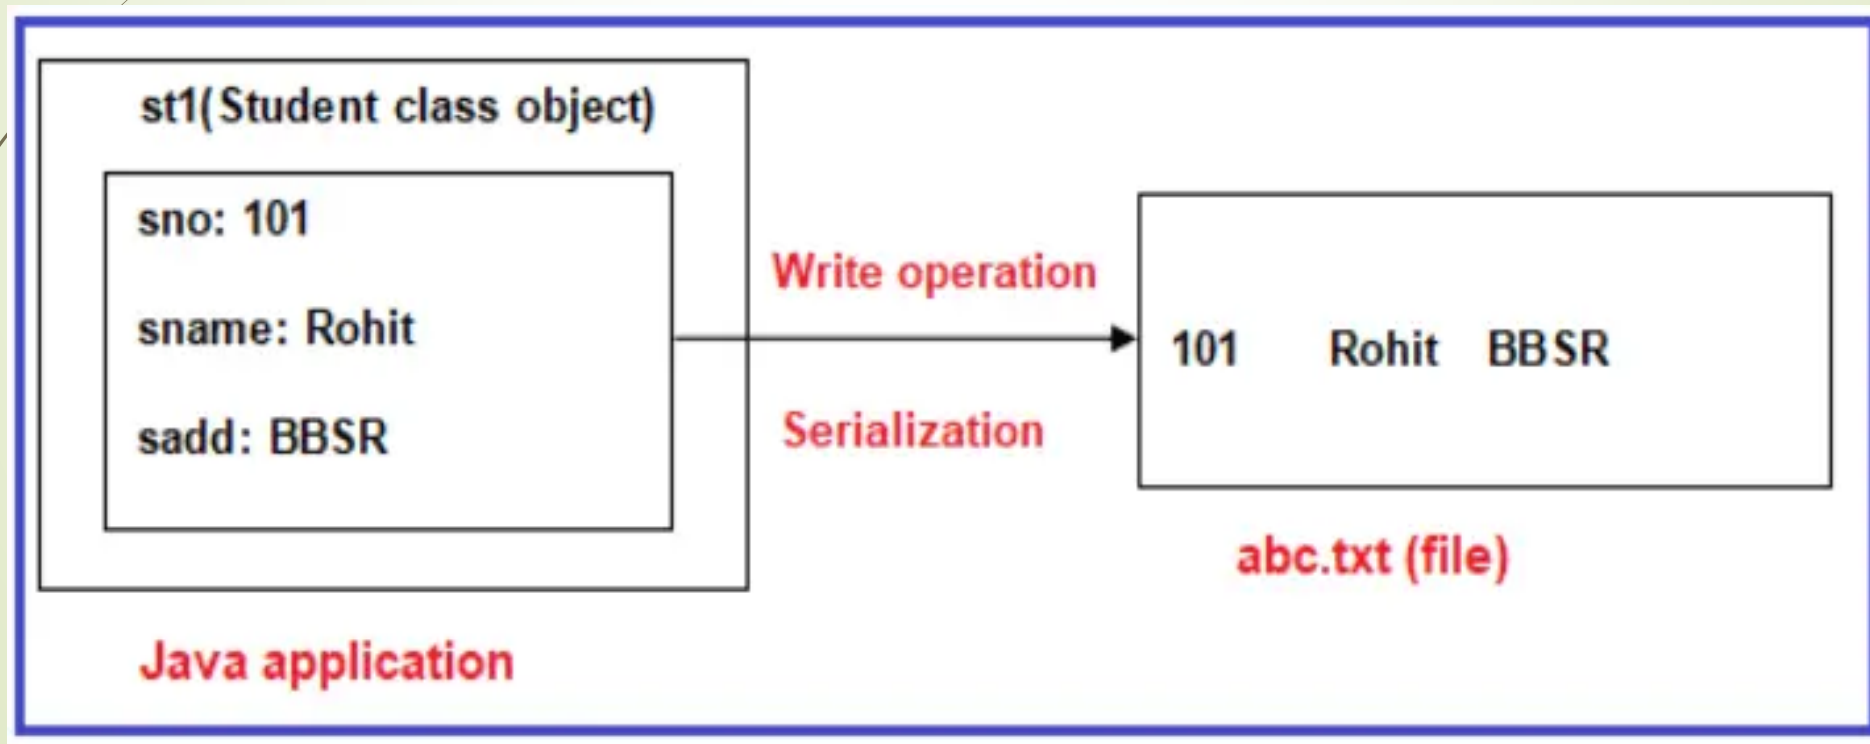 st1(Student class object)
sno: 101
sname: Rohit
sadd: BBSR
Java application
Write operation
Serialization
101 Rohit BBSR
abc.txt (file)